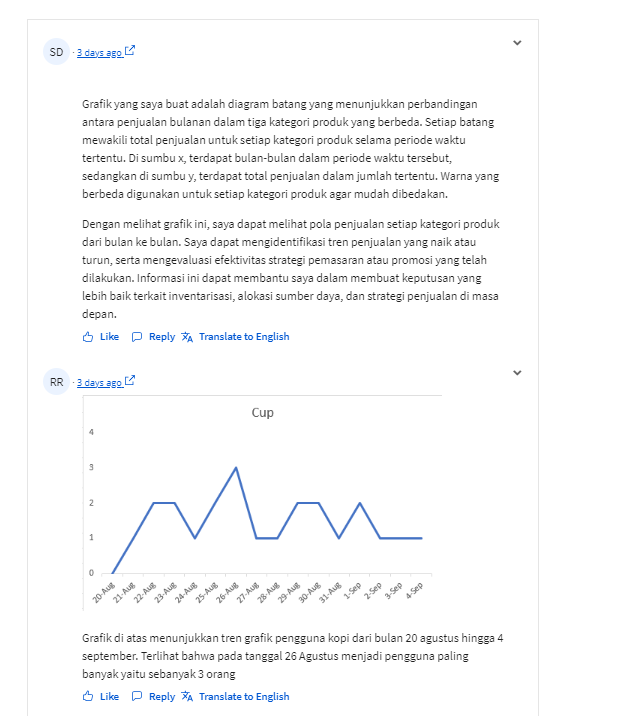 SD · 3 days ago
Grafik yang saya buat adalah diagram batang yang menunjukkan perbandingan
antara penjualan bulanan dalam tiga kategori produk yang berbeda. Setiap batang
mewakili total penjualan untuk setiap kategori produk selama periode waktu
tertentu. Di sumbu x, terdapat bulan-bulan dalam periode waktu tersebut,
sedangkan di sumbu y, terdapat total penjualan dalam jumlah tertentu. Warna yang
berbeda digunakan untuk setiap kategori produk agar mudah dibedakan.
Dengan melihat grafik ini, saya dapat melihat pola penjualan setiap kategori produk
dari bulan ke bulan. Saya dapat mengidentifikasi tren penjualan yang naik atau
turun, serta mengevaluasi efektivitas strategi pemasaran atau promosi yang telah
dilakukan. Informasi ini dapat membantu saya dalam membuat keputusan yang
lebih baik terkait inventarisasi, alokasi sumber daya, dan strategi penjualan di masa
depan.
Like Reply Translate to English
RR · 3 days ago
Cup
4
3
2
1
0
20-Aug 21-Aug 22-Aug 23-Aug 24-Aug 25-Aug 26-Aug 27-Aug 28-Aug 29-Aug 30-Aug 31-Aug 1-Sep 2-Sep 3-Sep 4-Sep
Grafik di atas menunjukkan tren grafik pengguna kopi dari bulan 20 agustus hingga 4
september. Terlihat bahwa pada tanggal 26 Agustus menjadi pengguna paling
banyak yaitu sebanyak 3 orang
Like Reply Translate to English